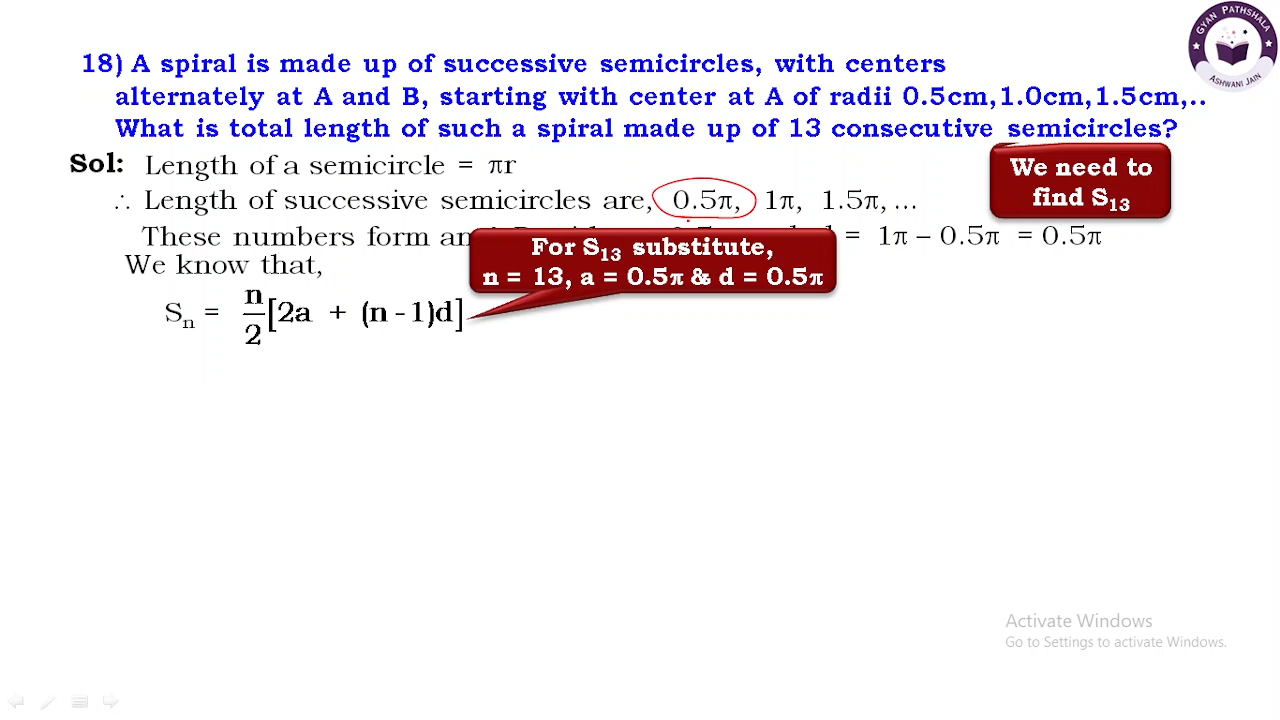 GYAN PATHSHALA
ASHWANI JAIN
18) A spiral is made up of successive semicircles, with centers
alternately at A and B, starting with center at A of radii 0.5cm,1.0cm,1.5cm,..
What is total length of such a spiral made up of 13 consecutive semicircles?
Sol: Length of a semicircle = πr
We need to
find S₁₃
∴ Length of successive semicircles are, 0.5π, 1π, 1.5π, ...
These numbers form an = 1π – 0.5π = 0.5π
We know that,
For S₁₃ substitute,
n = 13, a = 0.5π & d = 0.5π
Sₙ = n/2 [2a + (n - 1)d]
Activate Windows
Go to Settings to activate Windows.